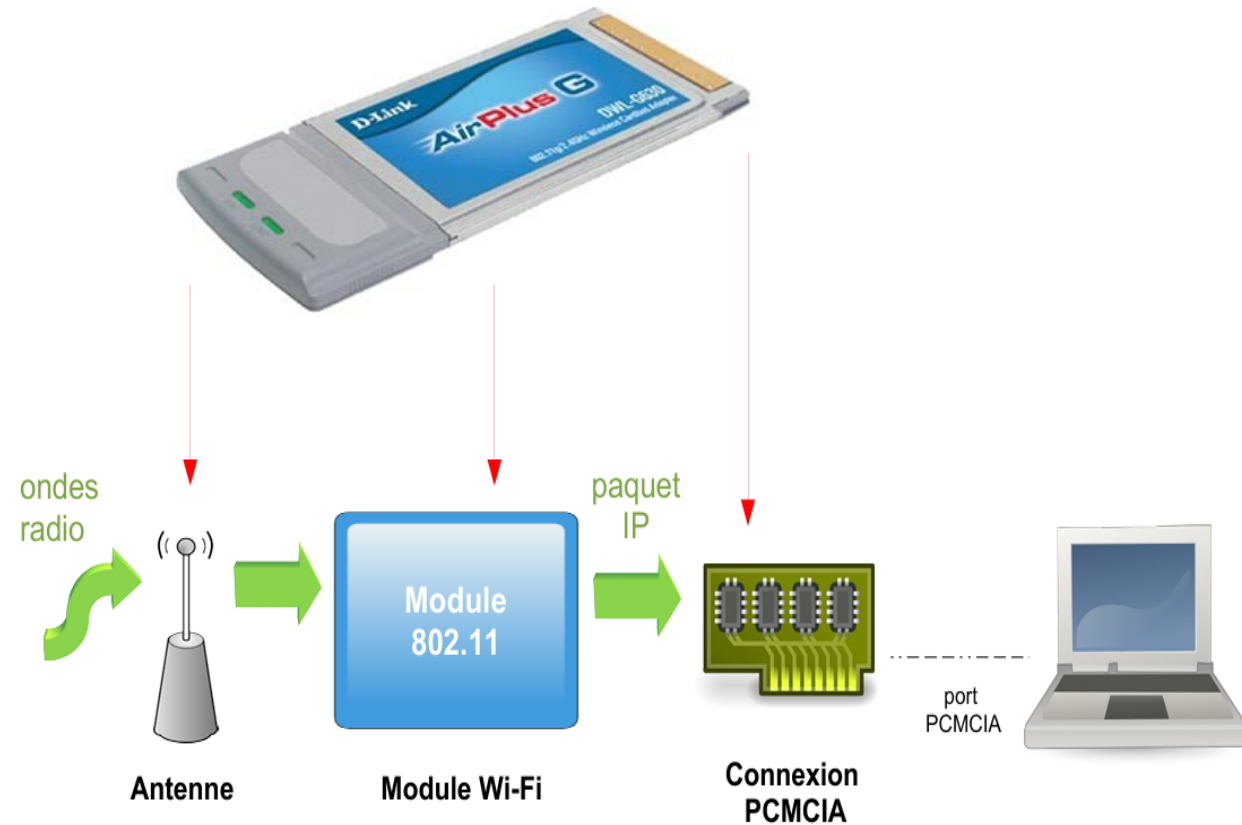 D-Link
AirPlus G
DWL-G630
802.11g/2.4GHz Wireless Cardbus Adapter
ondes
radio
paquet
IP
Module
802.11
port
PCMCIA
Antenne
Module Wi-Fi
Connexion
PCMCIA